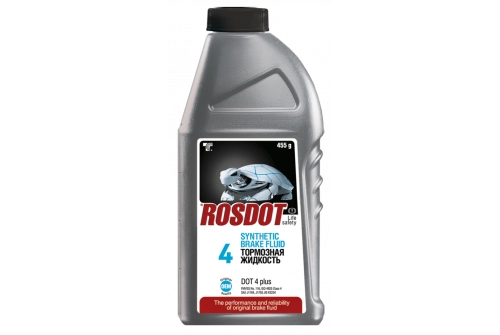 455 g
ROSDOT
Life
safety
4
SYNTHETIC
BRAKE FLUID
ТОРМОЗНАЯ
ЖИДКОСТЬ
DOT 4 plus
OEM
The performance and reliability
of original brake fluid